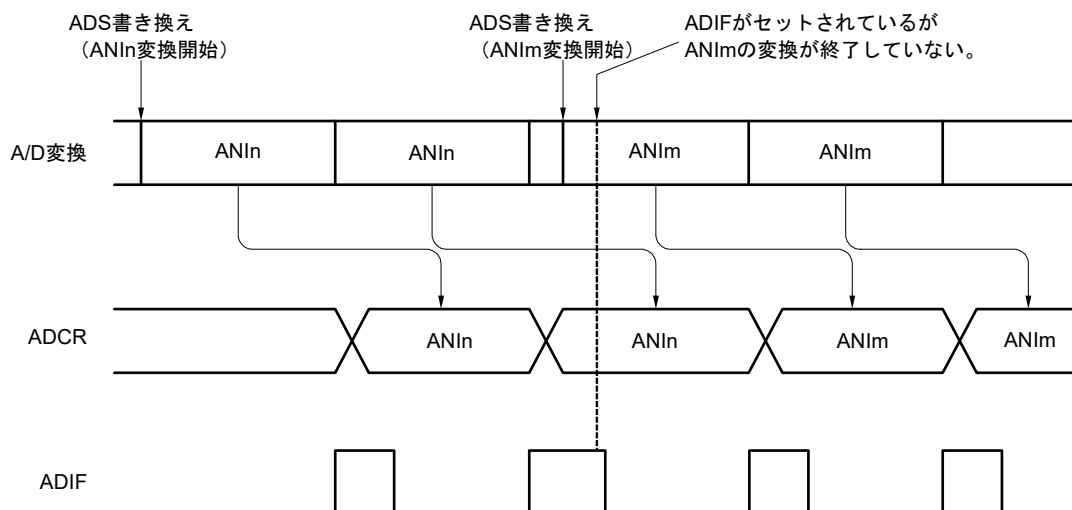 ADS書き換え
（ANIn変換開始）
ADS書き換え
（ANIm変換開始）
ADIFがセットされているが
ANImの変換が終了していない。
A/D変換
ANIn
ANIn
ANIm
ANIm
ADCR
ANIn
ANIn
ANIm
ANIm
ADIF